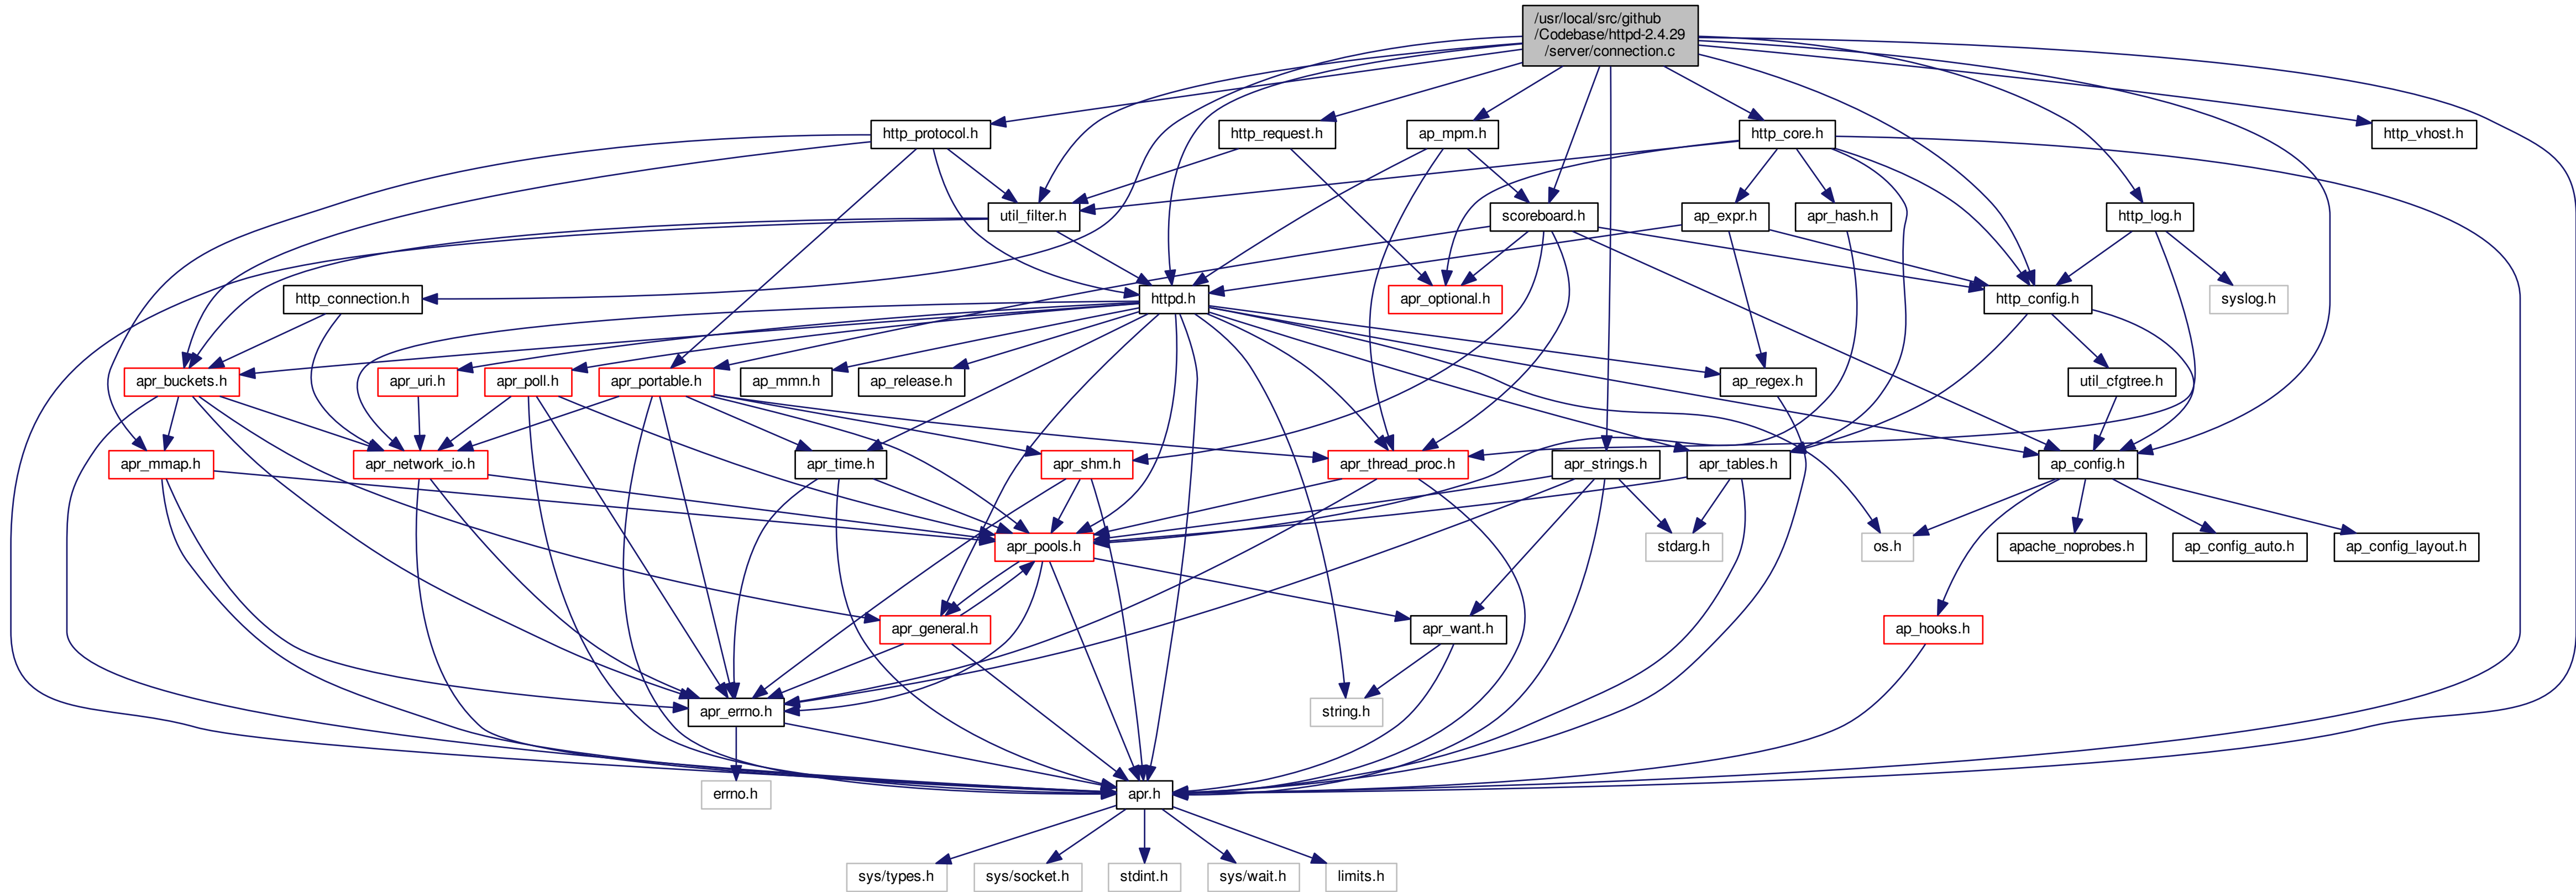 /usr/local/src/github
/Codebase/httpd-2.4.29
/server/connection.c
http_protocol.h
http_request.h
ap_mpm.h
http_core.h
http_vhost.h
util_filter.h
scoreboard.h
ap_expr.h
apr_hash.h
http_log.h
http_connection.h
httpd.h
apr_optional.h
http_config.h
syslog.h
apr_buckets.h
apr_uri.h
apr_poll.h
apr_portable.h
ap_mmn.h
ap_release.h
ap_regex.h
util_cfgtree.h
apr_mmap.h
apr_network_io.h
apr_time.h
apr_shm.h
apr_thread_proc.h
apr_strings.h
apr_tables.h
ap_config.h
apr_pools.h
stdarg.h
os.h
apache_noprobes.h
ap_config_auto.h
ap_config_layout.h
apr_general.h
apr_want.h
ap_hooks.h
apr_errno.h
string.h
errno.h
apr.h
sys/types.h
sys/socket.h
stdint.h
sys/wait.h
limits.h